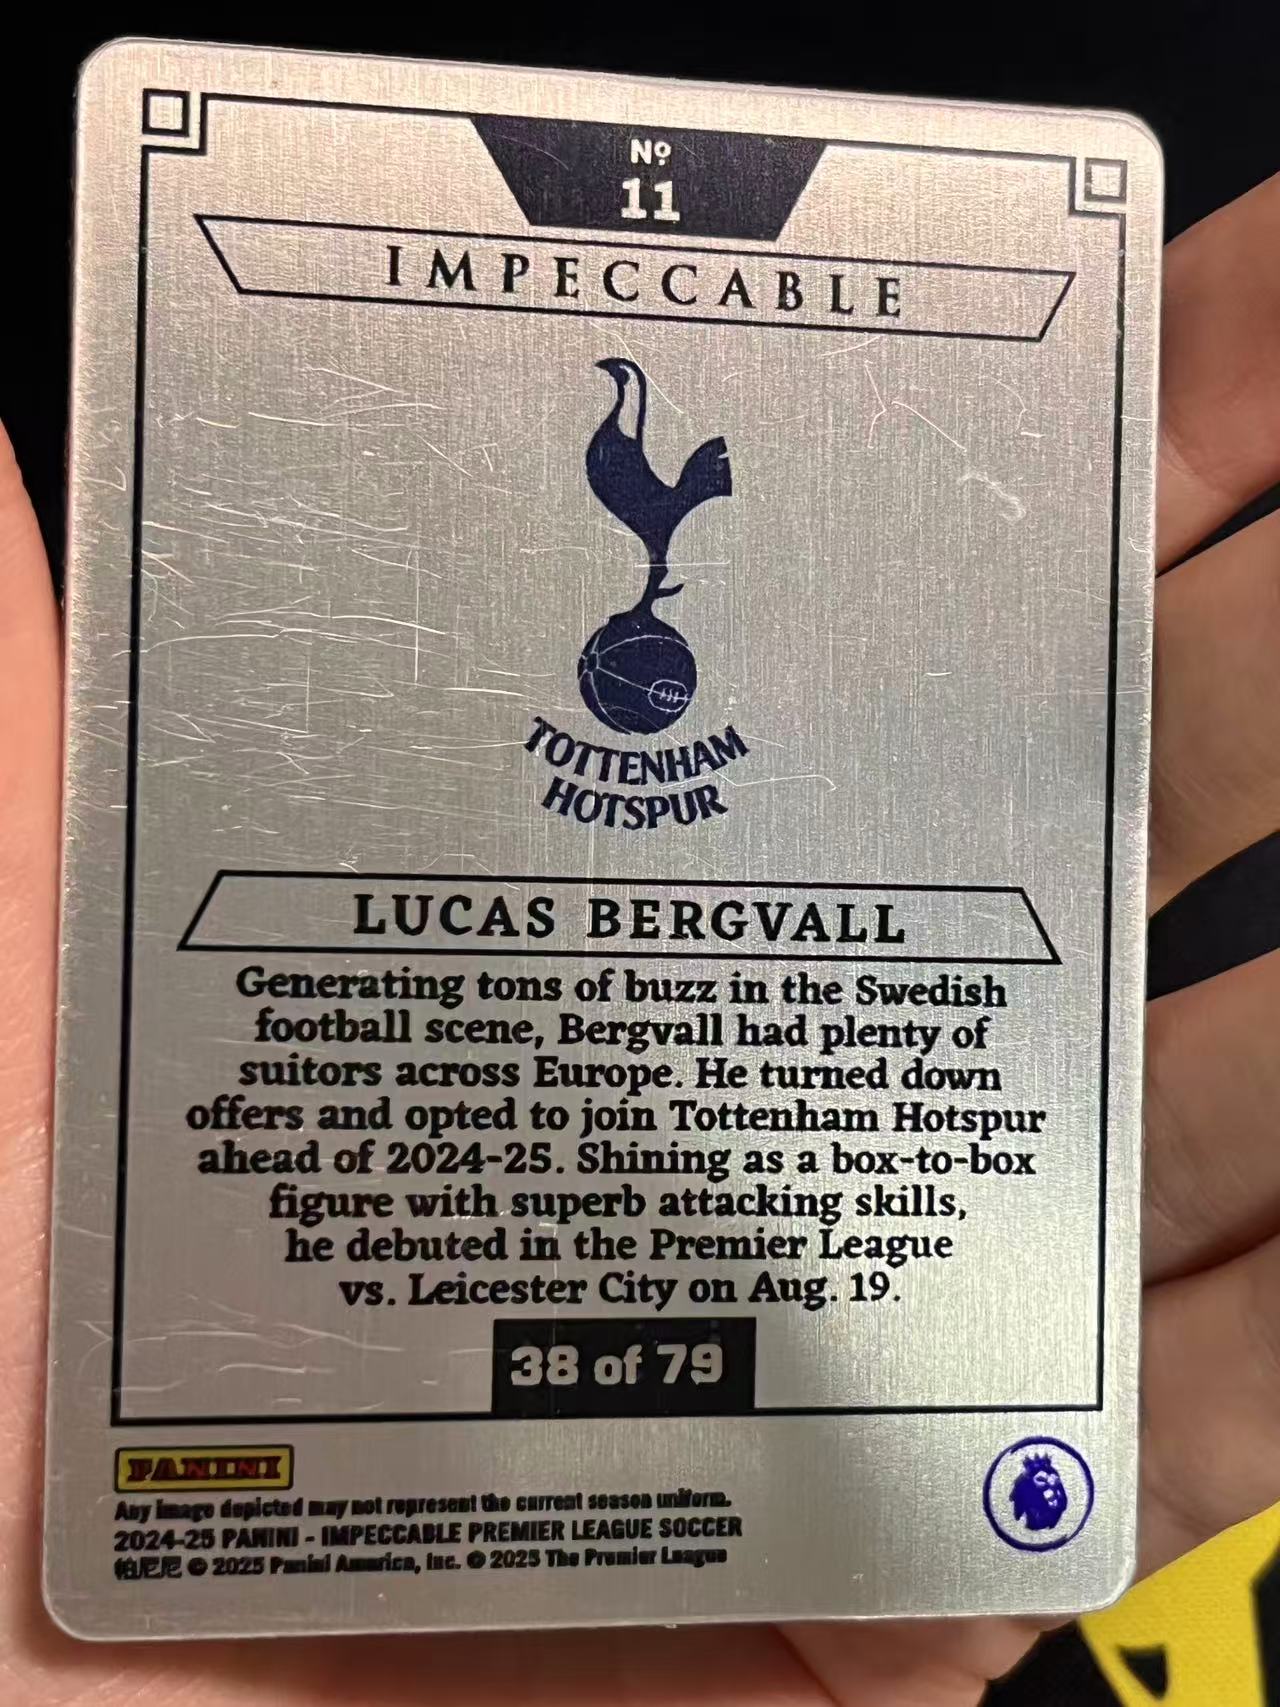 Nº
11
IMPECCABLE
TOTTENHAM
HOTSPUR
LUCAS BERGVALL
Generating tons of buzz in the Swedish
football scene, Bergvall had plenty of
suitors across Europe. He turned down
offers and opted to join Tottenham Hotspur
ahead of 2024-25. Shining as a box-to-box
figure with superb attacking skills,
he debuted in the Premier League
vs. Leicester City on Aug. 19.
38 of 79
PANINI
Any image depicted may not represent the current season uniform.
2024-25 PANINI - IMPECCABLE PREMIER LEAGUE SOCCER
帕尼尼 © 2025 Panini America, Inc. © 2025 The Premier League